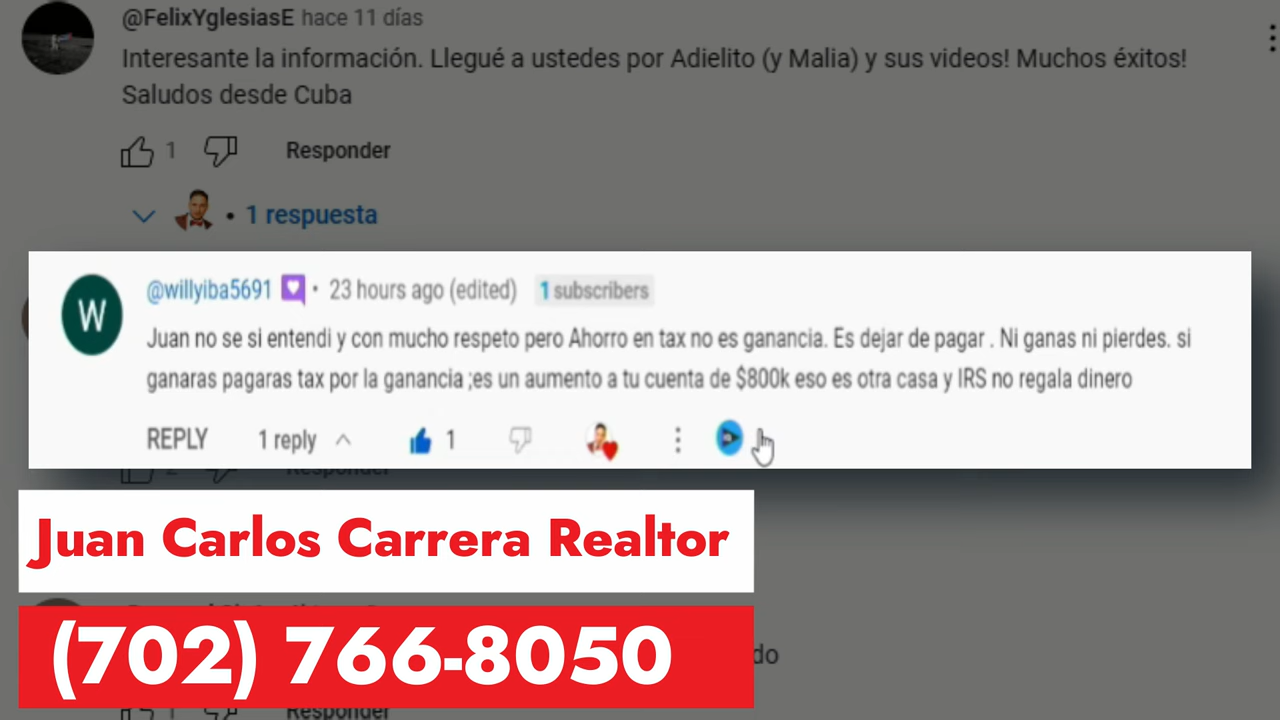 @FelixYglesiasE hace 11 días
Interesante la información. Llegué a ustedes por Adielito (y Malia) y sus videos! Muchos éxitos!
Saludos desde Cuba
1 Responder
1 respuesta
W
@willyiba5691 • 23 hours ago (edited) 1 subscribers
Juan no se si entendi y con mucho respeto pero Ahorro en tax no es ganancia. Es dejar de pagar . Ni ganas ni pierdes. si
ganaras pagaras tax por la ganancia ;es un aumento a tu cuenta de $800k eso es otra casa y IRS no regala dinero
REPLY 1 reply 1
Responder
Juan Carlos Carrera Realtor
(702) 766-8050
do
1 Responder